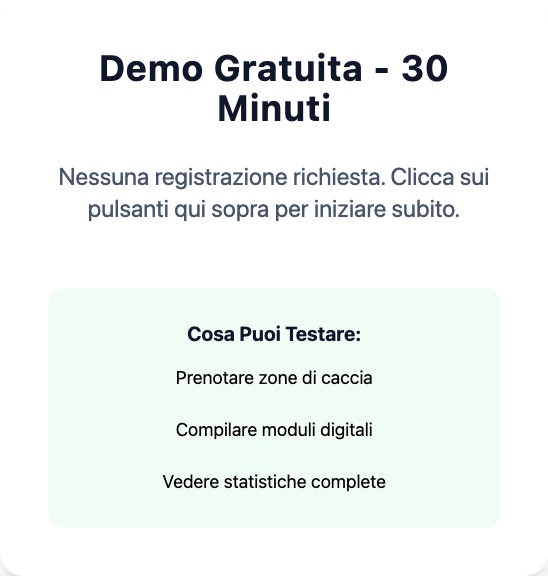 Demo Gratuita - 30
Minuti
Nessuna registrazione richiesta. Clicca sui
pulsanti qui sopra per iniziare subito.
Cosa Puoi Testare:
Prenotare zone di caccia
Compilare moduli digitali
Vedere statistiche complete